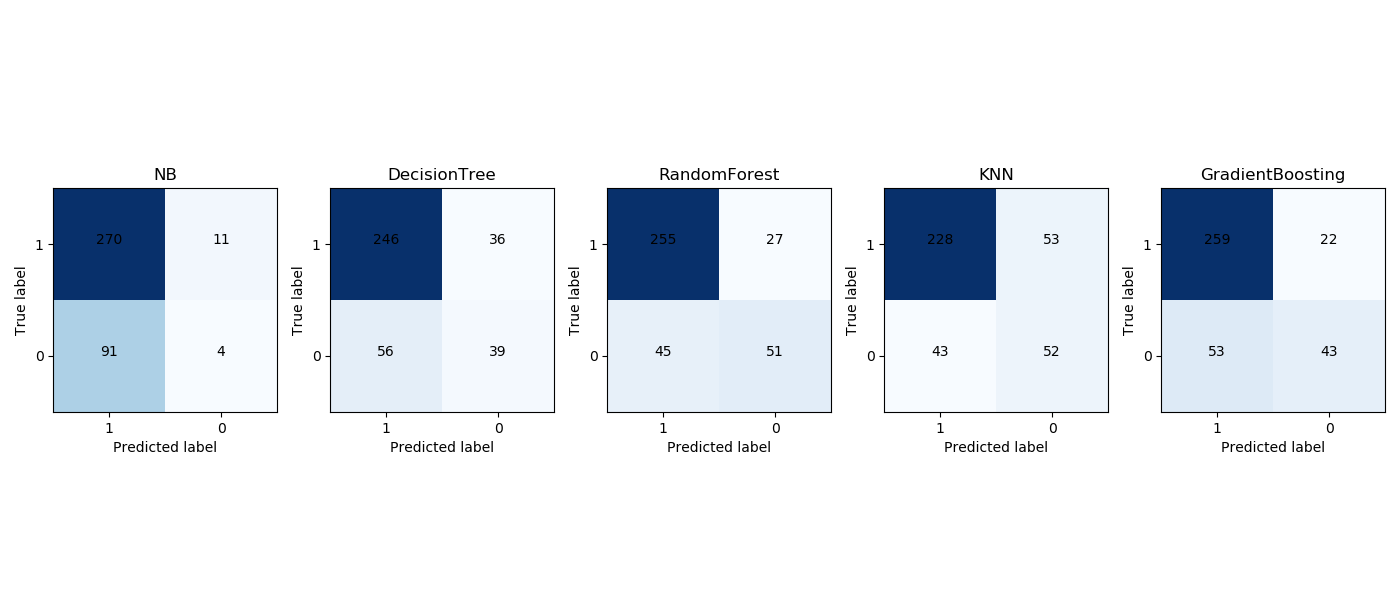 NB
True label
1
270
11
0
91
4
1
0
Predicted label
DecisionTree
True label
1
246
36
0
56
39
1
0
Predicted label
RandomForest
True label
1
255
27
0
45
51
1
0
Predicted label
KNN
True label
1
228
53
0
43
52
1
0
Predicted label
GradientBoosting
True label
1
259
22
0
53
43
1
0
Predicted label